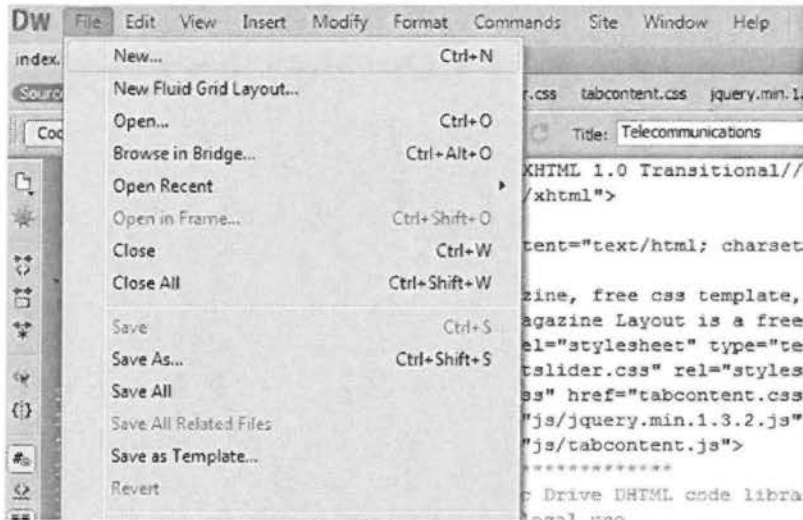 Dw File Edit View Insert Modify Format Commands Site Window Help
index.
New... Ctrl+N
New Fluid Grid Layout...
Open... Ctrl+O
Browse in Bridge... Ctrl+Alt+O
Open Recent
Open in Frame... Ctrl+Shift+O
Close Ctrl+W
Close All Ctrl+Shift+W
Save Ctrl+S
Save As... Ctrl+Shift+S
Save All
Save All Related Files
Save as Template...
Revert
r.css tabcontent.css jquery.min.1.
Title: Telecommunications
XHTML 1.0 Transitional//
/xhtml">
tent="text/html; charset
zine, free css template,
agazine Layout is a free
el="stylesheet" type="te
tslider.css" rel="styles
ss" href="tabcontent.css
"js/jquery.min.1.3.2.js"
"js/tabcontent.js">
*************
c Drive DHTML code libra
legal use